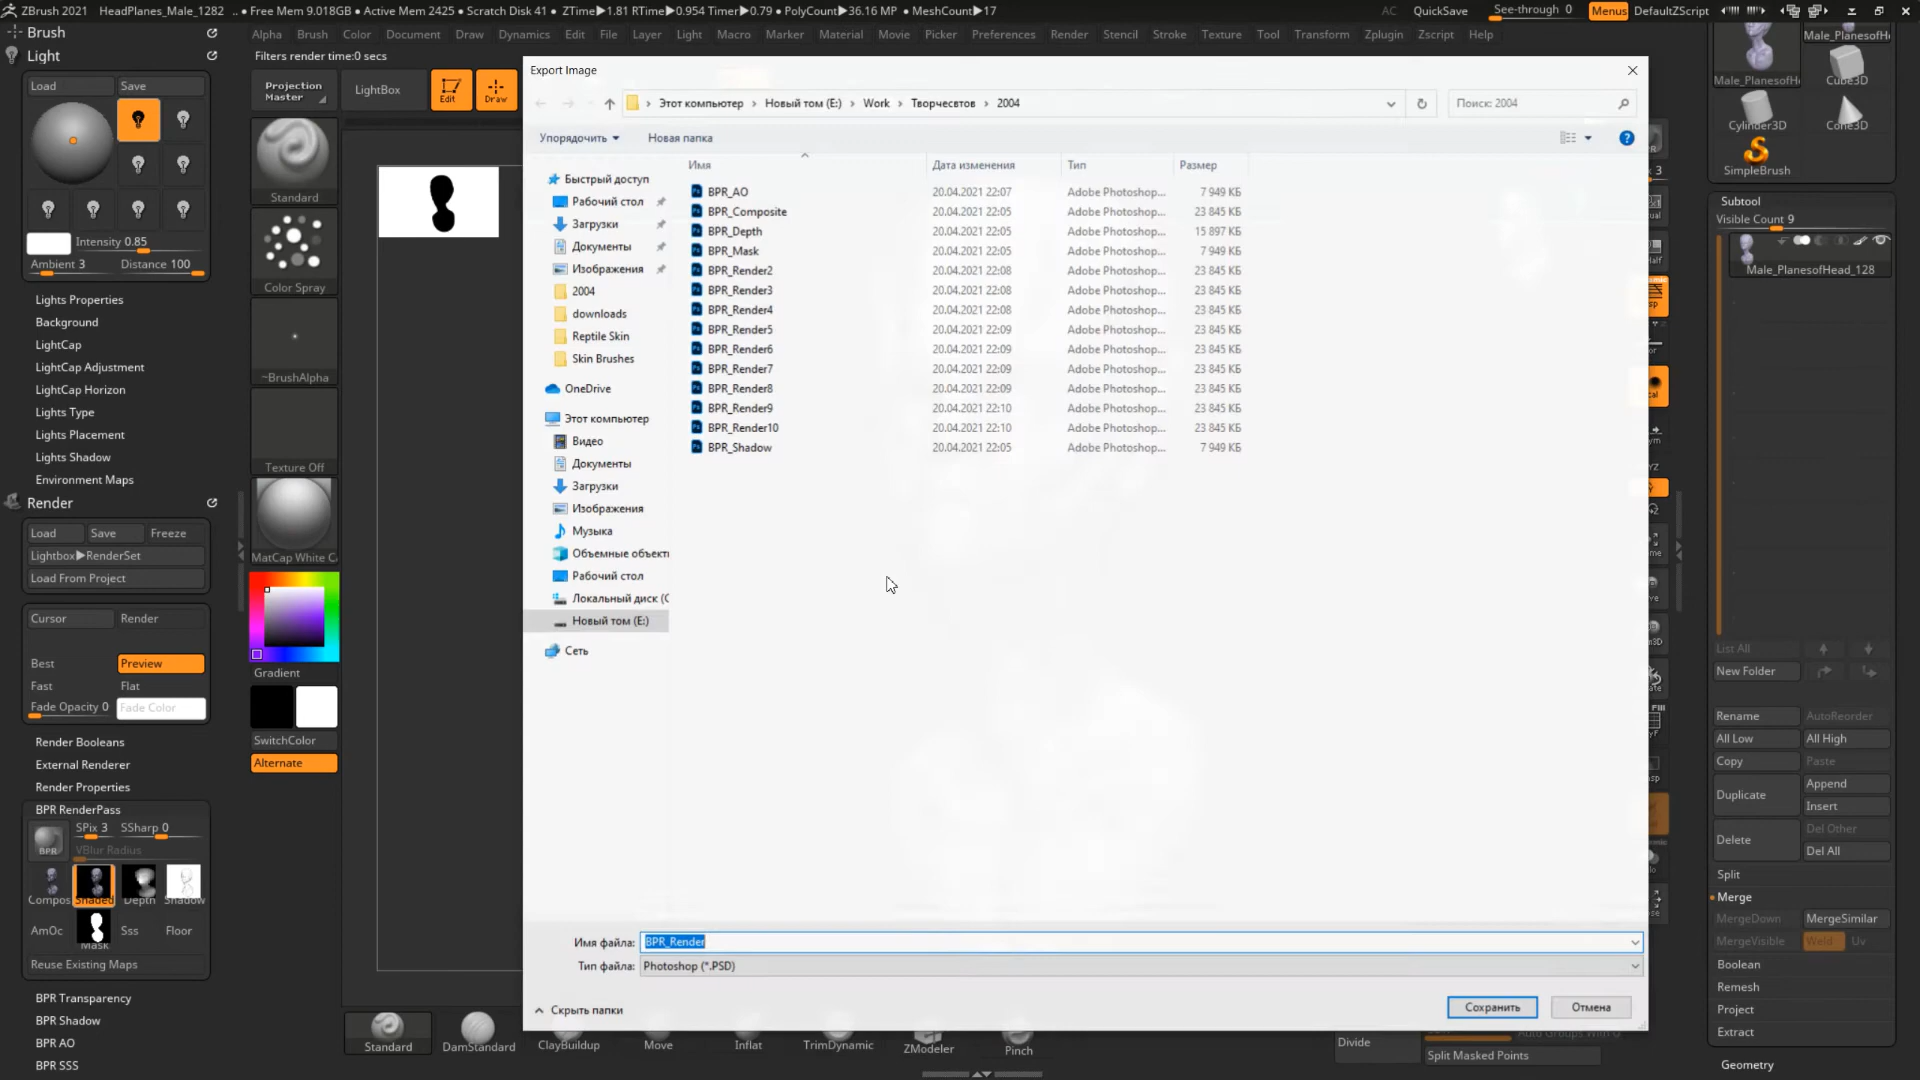 ZBrush 2021 HeadPlanes_Male_1282 .. • Free Mem 9.018GB • Active Mem 2425 • Scratch Disk 41 • ZTime▶1.81 RTime▶0.954 Timer▶0.79 • PolyCount▶36.16 MP • MeshCount▶17
AC QuickSave See-through 0 Menus DefaultZScript
Brush
Light
Alpha Brush Color Document Draw Dynamics Edit File Layer Light Macro Marker Material Movie Picker Preferences Render Stencil Stroke Texture Tool Transform Zplugin Zscript Help
Filters render time:0 secs
Load Save
Intensity 0.85
Ambient 3 Distance 100
Lights Properties
Background
LightCap
LightCap Adjustment
LightCap Horizon
Lights Type
Lights Placement
Lights Shadow
Environment Maps
Render
Load Save Freeze
Lightbox▶RenderSet
Load From Project
Cursor Render
Best Preview
Fast Flat
Fade Opacity 0 Fade Color
Render Booleans
External Renderer
Render Properties
BPR RenderPass
SPix 3 SSharp 0
BPR VBlur Radius
Compos Shaded Depth Shadow
AmOc Mask Sss Floor
Reuse Existing Maps
BPR Transparency
BPR Shadow
BPR AO
BPR SSS
Projection
Master
LightBox
Edit
Draw
Standard
Color Spray
~BrushAlpha
Texture Off
MatCap White C
Gradient
SwitchColor
Alternate
Export Image
Этот компьютер › Новый том (E:) › Work › Творчесвтов › 2004
Поиск: 2004
Упорядочить Новая папка
Имя Дата изменения Тип Размер
BPR_AO 20.04.2021 22:07 Adobe Photoshop... 7 949 КБ
BPR_Composite 20.04.2021 22:05 Adobe Photoshop... 23 845 КБ
BPR_Depth 20.04.2021 22:05 Adobe Photoshop... 15 897 КБ
BPR_Mask 20.04.2021 22:05 Adobe Photoshop... 7 949 КБ
BPR_Render2 20.04.2021 22:08 Adobe Photoshop... 23 845 КБ
BPR_Render3 20.04.2021 22:08 Adobe Photoshop... 23 845 КБ
BPR_Render4 20.04.2021 22:08 Adobe Photoshop... 23 845 КБ
BPR_Render5 20.04.2021 22:09 Adobe Photoshop... 23 845 КБ
BPR_Render6 20.04.2021 22:09 Adobe Photoshop... 23 845 КБ
BPR_Render7 20.04.2021 22:09 Adobe Photoshop... 23 845 КБ
BPR_Render8 20.04.2021 22:09 Adobe Photoshop... 23 845 КБ
BPR_Render9 20.04.2021 22:10 Adobe Photoshop... 23 845 КБ
BPR_Render10 20.04.2021 22:10 Adobe Photoshop... 23 845 КБ
BPR_Shadow 20.04.2021 22:05 Adobe Photoshop... 7 949 КБ
Быстрый доступ
Рабочий стол
Загрузки
Документы
Изображения
2004
downloads
Reptile Skin
Skin Brushes
OneDrive
Этот компьютер
Видео
Документы
Загрузки
Изображения
Музыка
Объемные объект
Рабочий стол
Локальный диск (C
Новый том (E:)
Сеть
Имя файла: BPR_Render
Тип файла: Photoshop (*.PSD)
Скрыть папки
Сохранить Отмена
Standard DamStandard ClayBuildup Move Inflat TrimDynamic ZModeler Pinch
Divide
Split Masked Points
Male_PlanesofH
Male_PlanesofH Cube3D
Cylinder3D Cone3D
SimpleBrush
Subtool
Visible Count 9
Male_PlanesofHead_128
List All
New Folder
Rename AutoReorder
All Low All High
Copy Paste
Duplicate Append
Insert
Delete Del Other
Del All
Split
Merge
MergeDown MergeSimilar
MergeVisible Weld Uv
Boolean
Remesh
Project
Extract
Geometry